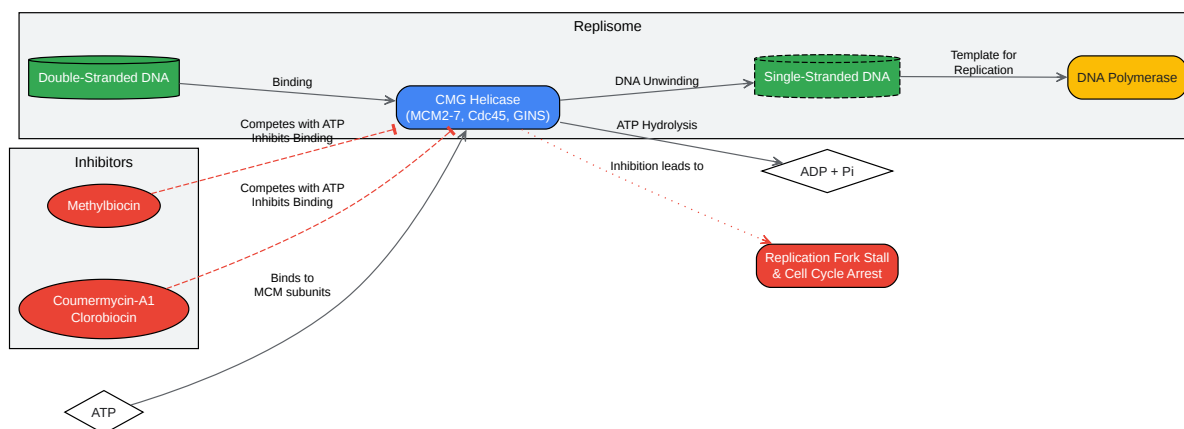 Replisome
Double-Stranded DNA
Binding
CMG Helicase
(MCM2-7, Cdc45, GINS)
DNA Unwinding
Single-Stranded DNA
Template for
Replication
DNA Polymerase
Competes with ATP
Inhibits Binding
ATP Hydrolysis
ADP + Pi
Inhibitors
Methylbiocin
Competes with ATP
Inhibits Binding
Inhibition leads to
Replication Fork Stall
& Cell Cycle Arrest
Coumermycin-A1
Clorobiocin
Binds to
MCM subunits
ATP